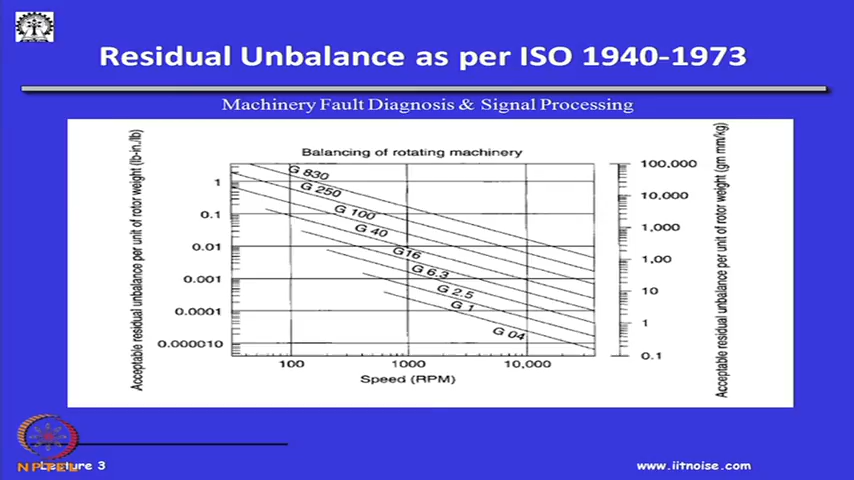 Residual Unbalance as per ISO 1940-1973
Machinery Fault Diagnosis & Signal Processing
Balancing of rotating machinery
Acceptable residual unbalance per unit of rotor weight (lb-in./lb)
1
0.1
0.01
0.001
0.0001
0.000010
G 830
G 250
G 100
G 40
G16
G 6.3
G 2.5
G 1
G 04
100,000
10,000
1,000
1,00
10
1
0.1
Acceptable residual unbalance per unit of rotor weight (gm mm/kg)
100
1000
10,000
Speed (RPM)
NPTEL
Lecture 3
www.iitnoise.com